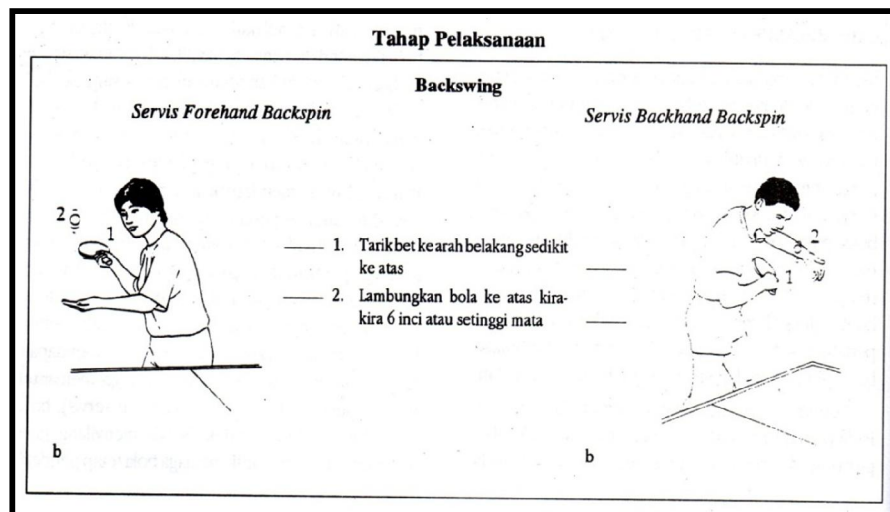 Tahap Pelaksanaan
Backswing
Servis Forehand Backspin
Servis Backhand Backspin
2
1
1. Tarik bet ke arah belakang sedikit
ke atas
2. Lambungkan bola ke atas kira-
kira 6 inci atau setinggi mata
2
1
b
b